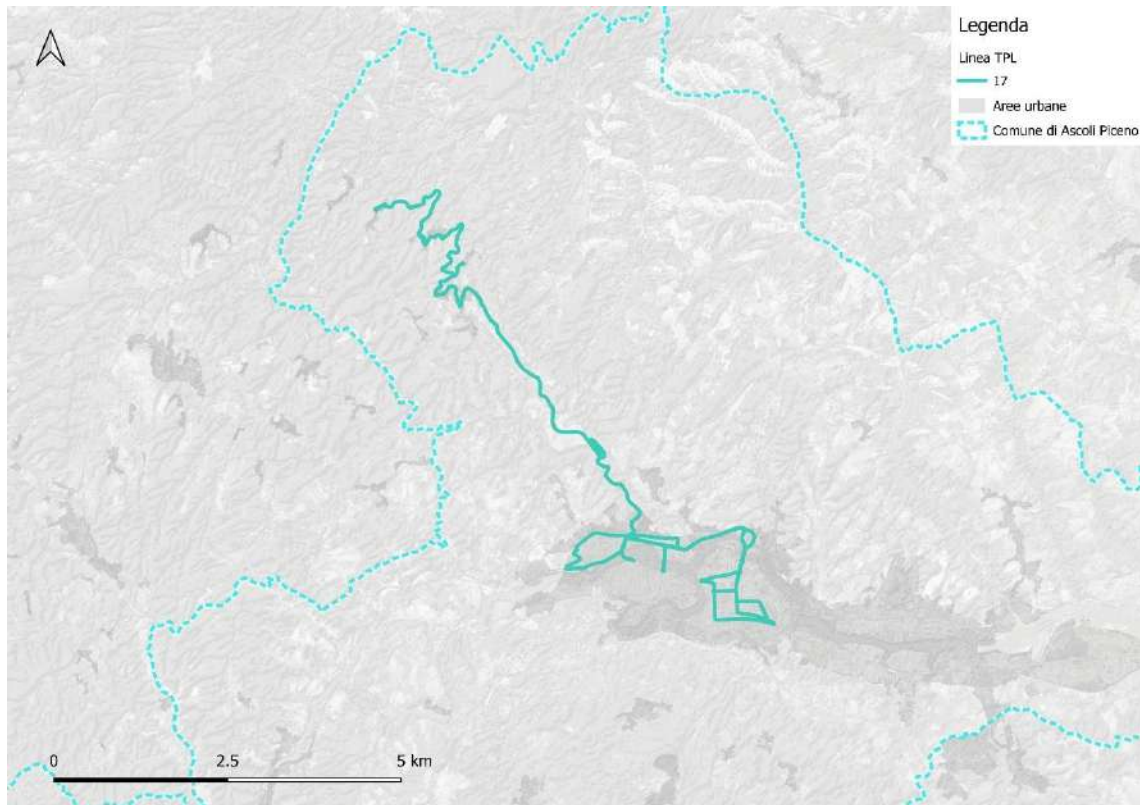 Legenda
Linea TPL
17
Aree urbane
Comune di Ascoli Piceno
0 2.5 5 km